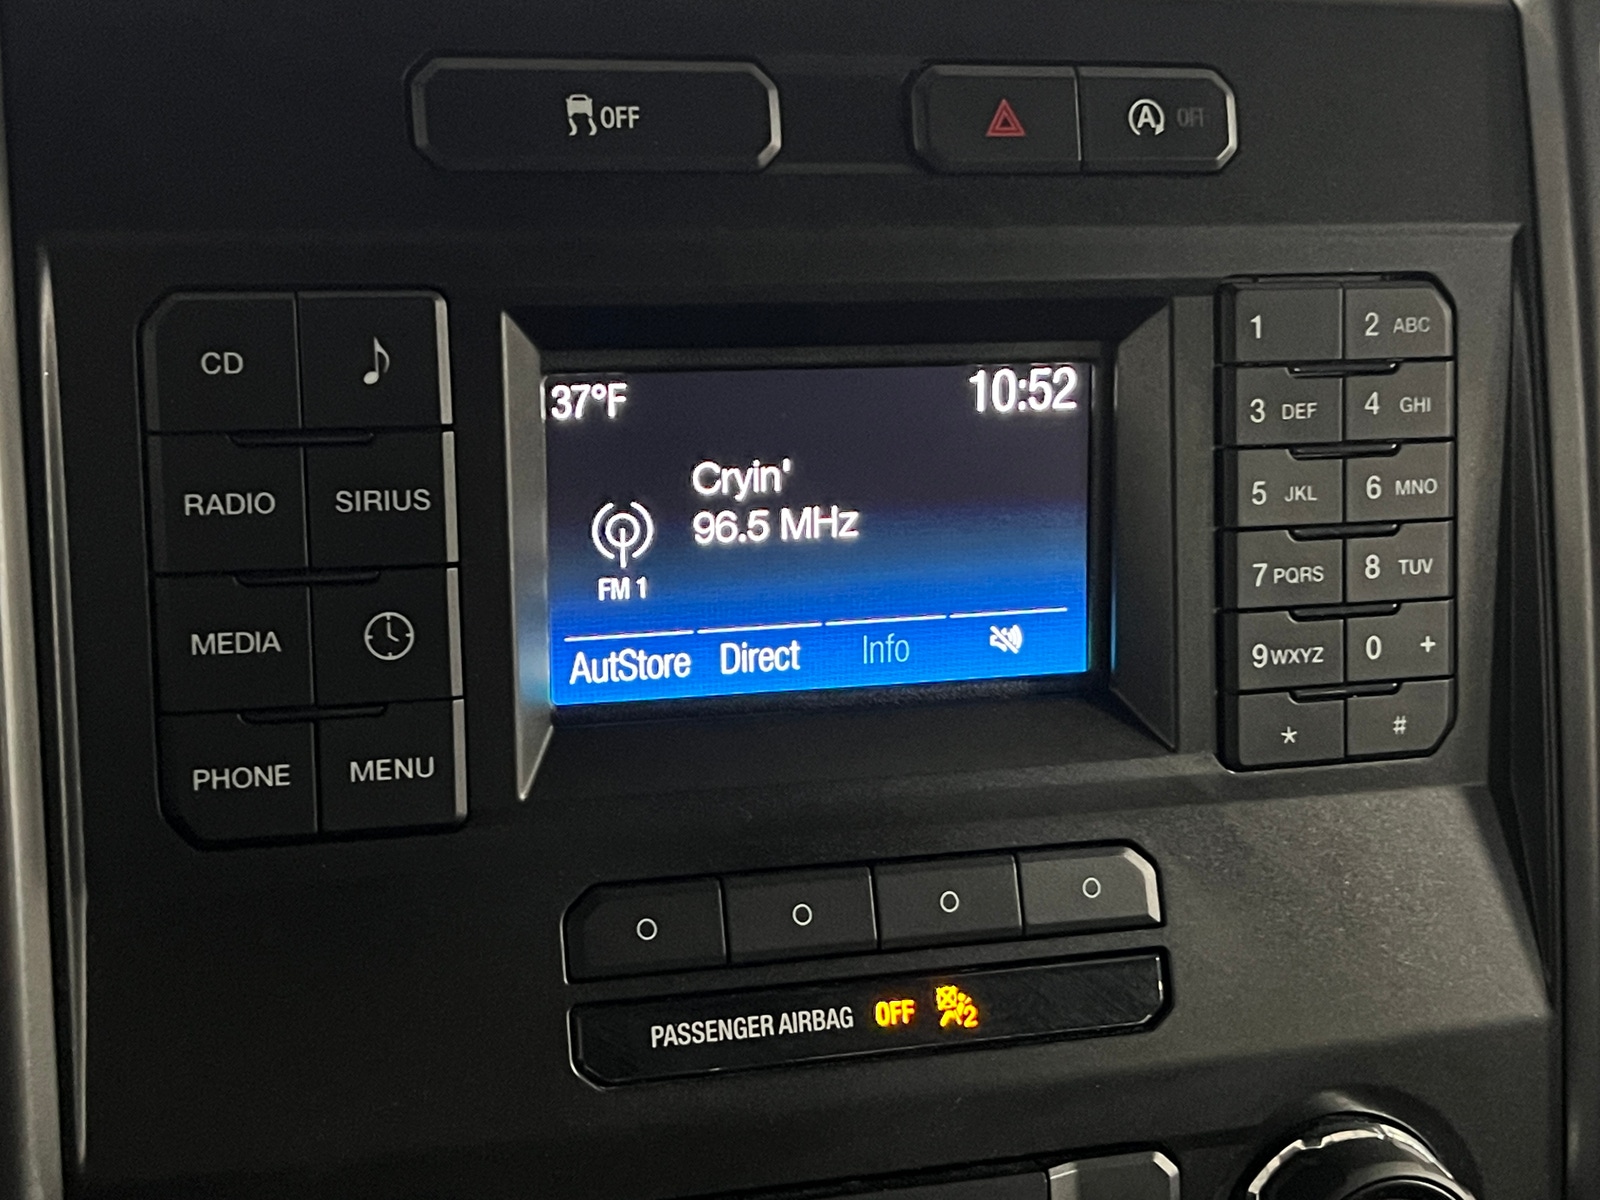 OFF
A OFF
37°F 10:52
Cryin'
96.5 MHz
FM 1
AutStore Direct Info
CD
RADIO SIRIUS
MEDIA
PHONE MENU
1 2 ABC
3 DEF 4 GHI
5 JKL 6 MNO
7 PQRS 8 TUV
9 WXYZ 0 +
* #
PASSENGER AIRBAG OFF 2